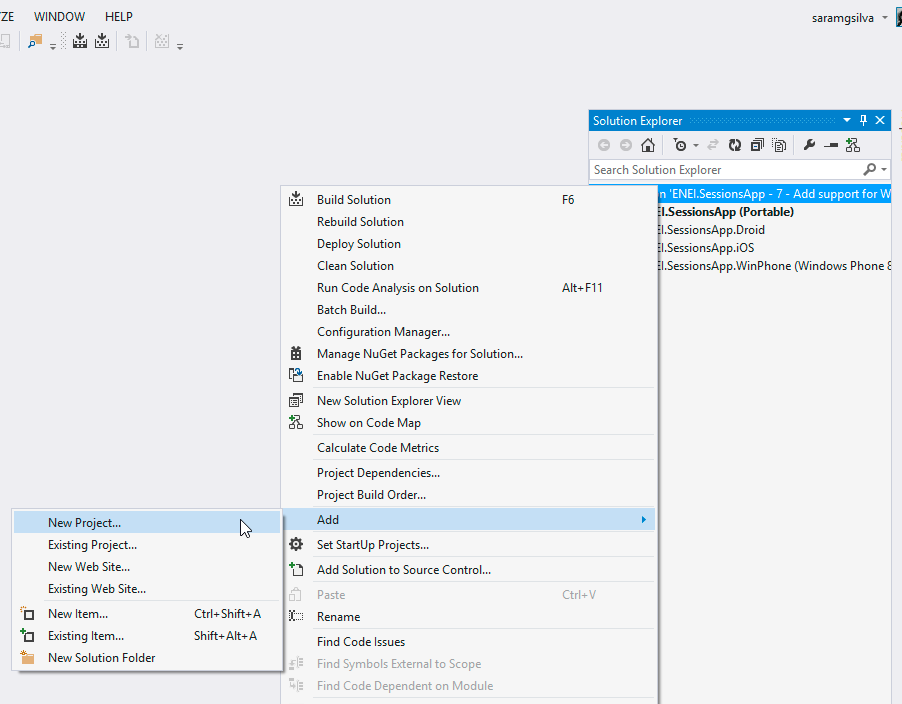 ZE WINDOW HELP
saramgsilva
Solution Explorer
Search Solution Explorer
n 'ENEI.SessionsApp - 7 - Add support for W
EI.SessionsApp (Portable)
EI.SessionsApp.Droid
EI.SessionsApp.iOS
EI.SessionsApp.WinPhone (Windows Phone 8
Build Solution F6
Rebuild Solution
Deploy Solution
Clean Solution
Run Code Analysis on Solution Alt+F11
Batch Build...
Configuration Manager...
Manage NuGet Packages for Solution...
Enable NuGet Package Restore
New Solution Explorer View
Show on Code Map
Calculate Code Metrics
Project Dependencies...
Project Build Order...
Add
Set StartUp Projects...
Add Solution to Source Control...
Paste Ctrl+V
Rename
Find Code Issues
Find Symbols External to Scope
Find Code Dependent on Module
New Project...
Existing Project...
New Web Site...
Existing Web Site...
New Item... Ctrl+Shift+A
Existing Item... Shift+Alt+A
New Solution Folder